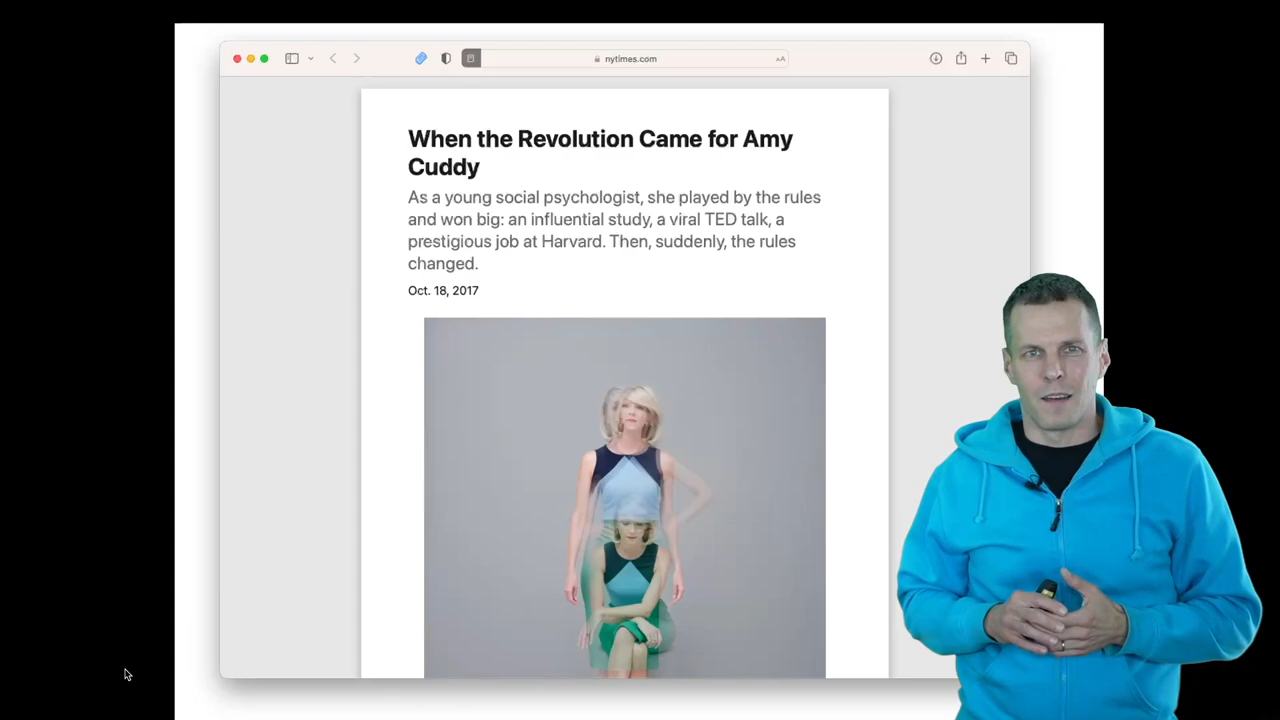 nytimes.com
When the Revolution Came for Amy
Cuddy
As a young social psychologist, she played by the rules
and won big: an influential study, a viral TED talk, a
prestigious job at Harvard. Then, suddenly, the rules
changed.
Oct. 18, 2017